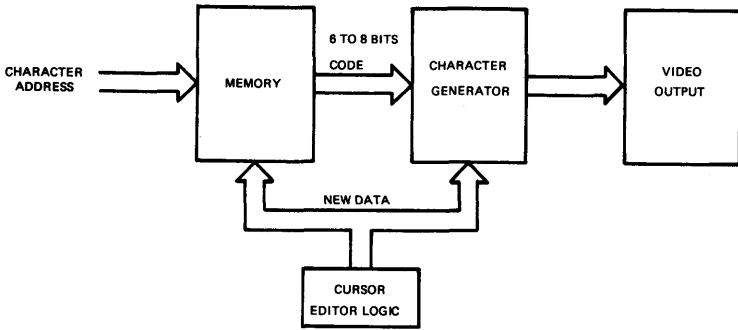 CHARACTER
ADDRESS
MEMORY
6 TO 8 BITS
CODE
CHARACTER
GENERATOR
VIDEO
OUTPUT
NEW DATA
CURSOR
EDITOR LOGIC